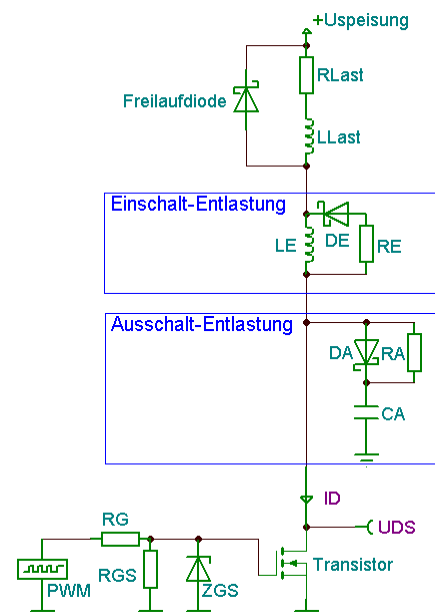 +Uspeisung
RLast
Freilaufdiode
LLast
Einschalt-Entlastung
DE
LE
RE
Ausschalt-Entlastung
DA
RA
CA
ID
UDS
RG
Transistor
RGS
PWM
ZGS